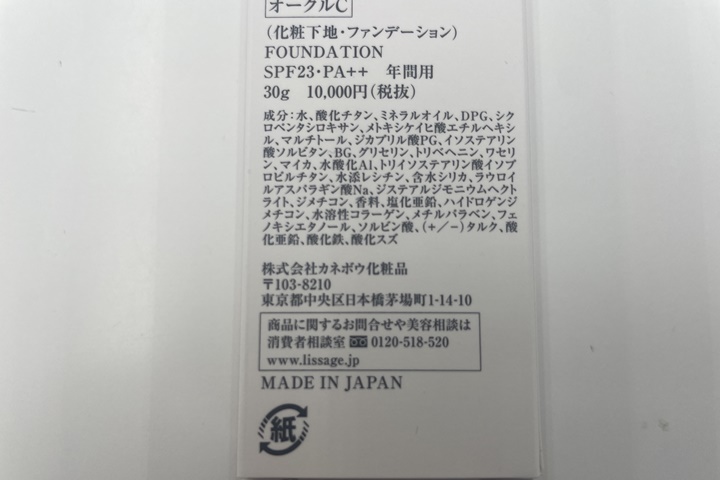 オークルC
(化粧下地・ファンデーション)
FOUNDATION
SPF23・PA++ 年間用
30g 10,000円(税抜)
成分:水、酸化チタン、ミネラルオイル、DPG、シク
ロペンタシロキサン、メトキシケイヒ酸エチルヘキシ
ル、マルチトール、ジカプリル酸PG、イソステアリン
酸ソルビタン、BG、グリセリン、トリベヘニン、ワセリ
ン、マイカ、水酸化Al、トリイソステアリン酸イソプ
ロピルチタン、水添レシチン、含水シリカ、ラウロイ
ルアスパラギン酸Na、ジステアルジモニウムヘクト
ライト、ジメチコン、香料、塩化亜鉛、ハイドロゲンジ
メチコン、水溶性コラーゲン、メチルパラベン、フェ
ノキシエタノール、ソルビン酸、(+/−)タルク、酸
化亜鉛、酸化鉄、酸化スズ
株式会社カネボウ化粧品
〒103-8210
東京都中央区日本橋茅場町1-14-10
商品に関するお問合せや美容相談は
消費者相談室 0120-518-520
www.lissage.jp
MADE IN JAPAN
紙